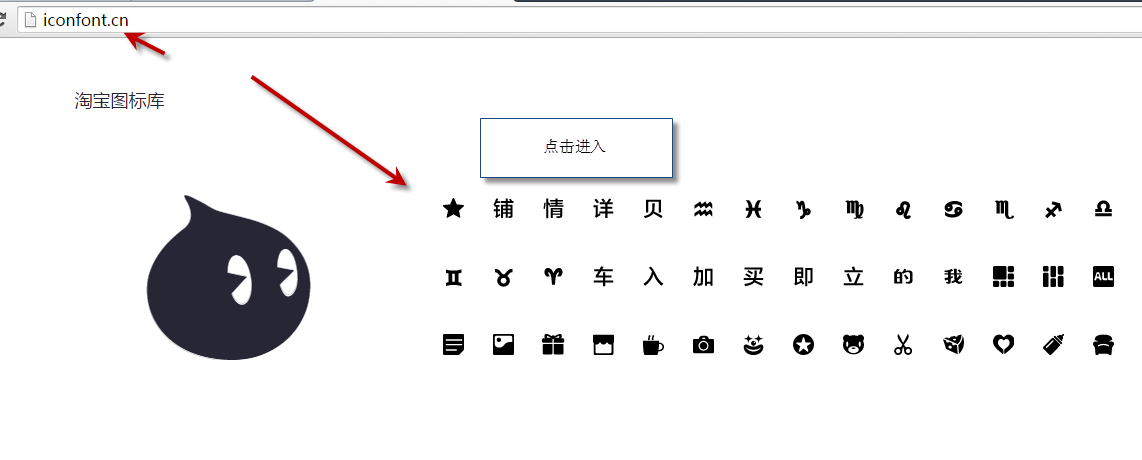 iconfont.cn
淘宝图标库
点击进入
铺 情 详 贝
车 入 加 买 即 立 的 我 ALL